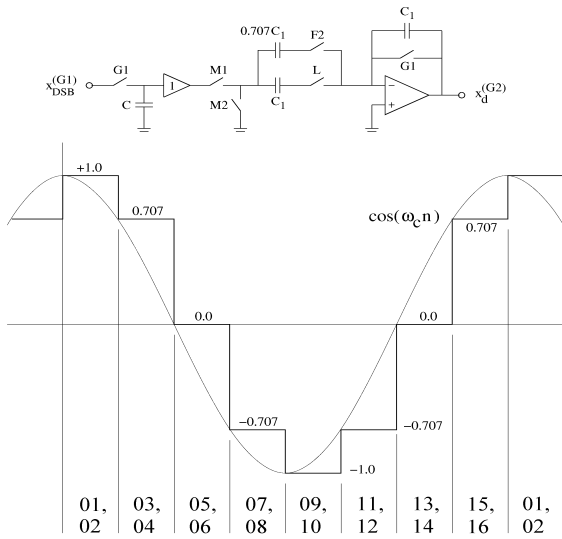 C₁
0.707C₁ F2
x_DSB^(G1) G1 1 M1 L G1 x_d^(G2)
C M2 C₁ − +
+1.0
0.707
cos(ω_c n)
0.707
0.0 0.0
−0.707 −0.707
−1.0
01, 03, 05, 07, 09, 11, 13, 15, 01,
02 04 06 08 10 12 14 16 02